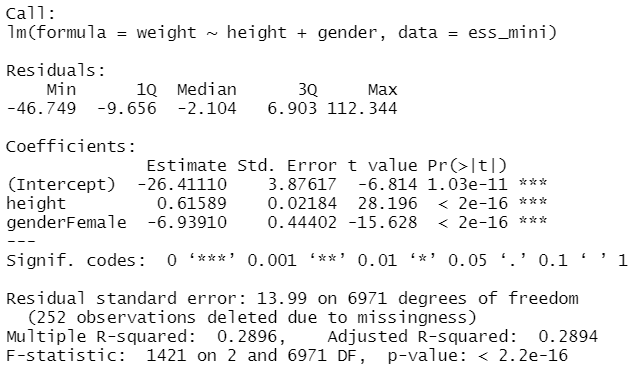 Call:
lm(formula = weight ~ height + gender, data = ess_mini)
Residuals:
    Min      1Q  Median      3Q     Max
-46.749  -9.656  -2.104   6.903 112.344
Coefficients:
              Estimate Std. Error t value Pr(>|t|)
(Intercept)  -26.41110    3.87617  -6.814 1.03e-11 ***
height         0.61589    0.02184  28.196  < 2e-16 ***
genderFemale  -6.93910    0.44402 -15.628  < 2e-16 ***
---
Signif. codes:  0 ‘***’ 0.001 ‘**’ 0.01 ‘*’ 0.05 ‘.’ 0.1 ‘ ’ 1
Residual standard error: 13.99 on 6971 degrees of freedom
  (252 observations deleted due to missingness)
Multiple R-squared:  0.2896,    Adjusted R-squared:  0.2894
F-statistic:  1421 on 2 and 6971 DF,  p-value: < 2.2e-16